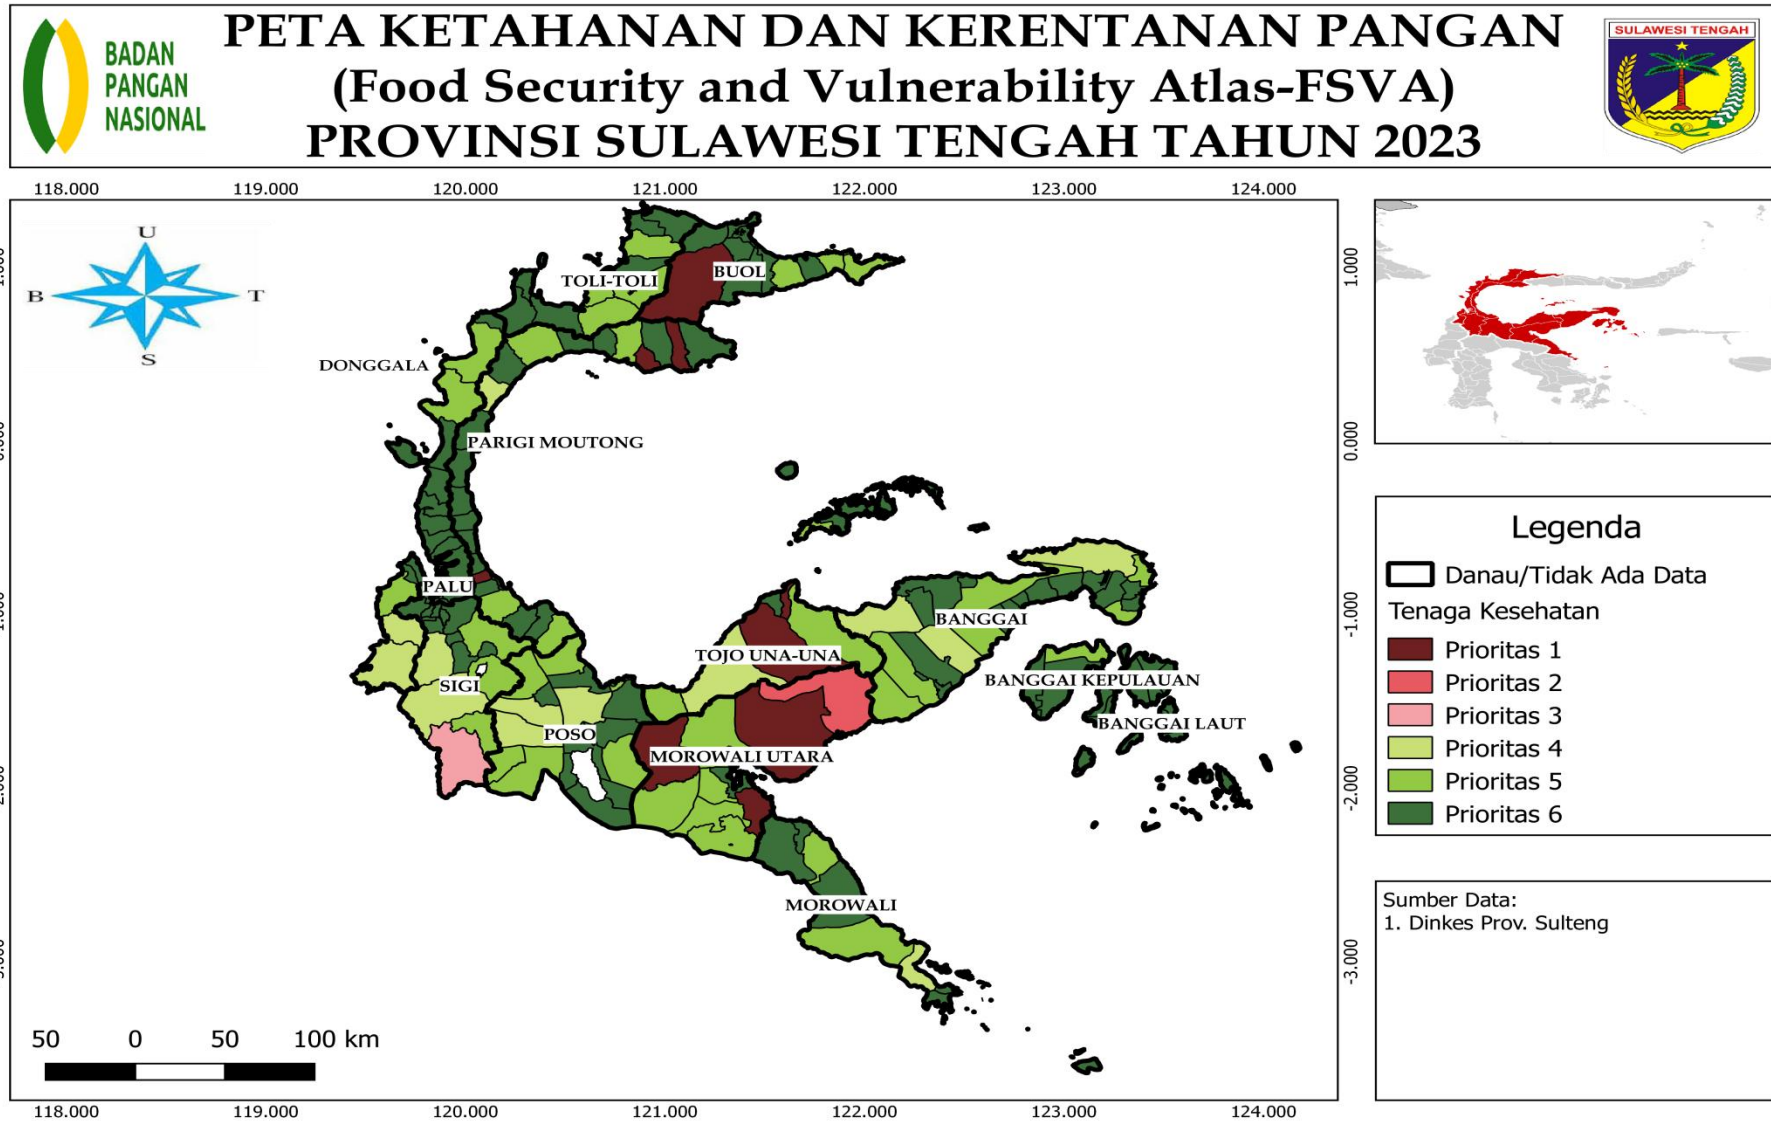 BADAN
PANGAN
NASIONAL
PETA KETAHANAN DAN KERENTANAN PANGAN
(Food Security and Vulnerability Atlas-FSVA)
PROVINSI SULAWESI TENGAH TAHUN 2023
SULAWESI TENGAH
118.000 119.000 120.000 121.000 122.000 123.000 124.000
U
B T
S
1.000
0.000
-1.000
-2.000
-3.000
TOLI-TOLI
BUOL
DONGGALA
PARIGI MOUTONG
PALU
BANGGAI
TOJO UNA-UNA
SIGI
BANGGAI KEPULAUAN
BANGGAI LAUT
POSO
MOROWALI UTARA
MOROWALI
50 0 50 100 km
118.000 119.000 120.000 121.000 122.000 123.000 124.000
Legenda
Danau/Tidak Ada Data
Tenaga Kesehatan
Prioritas 1
Prioritas 2
Prioritas 3
Prioritas 4
Prioritas 5
Prioritas 6
Sumber Data:
1. Dinkes Prov. Sulteng